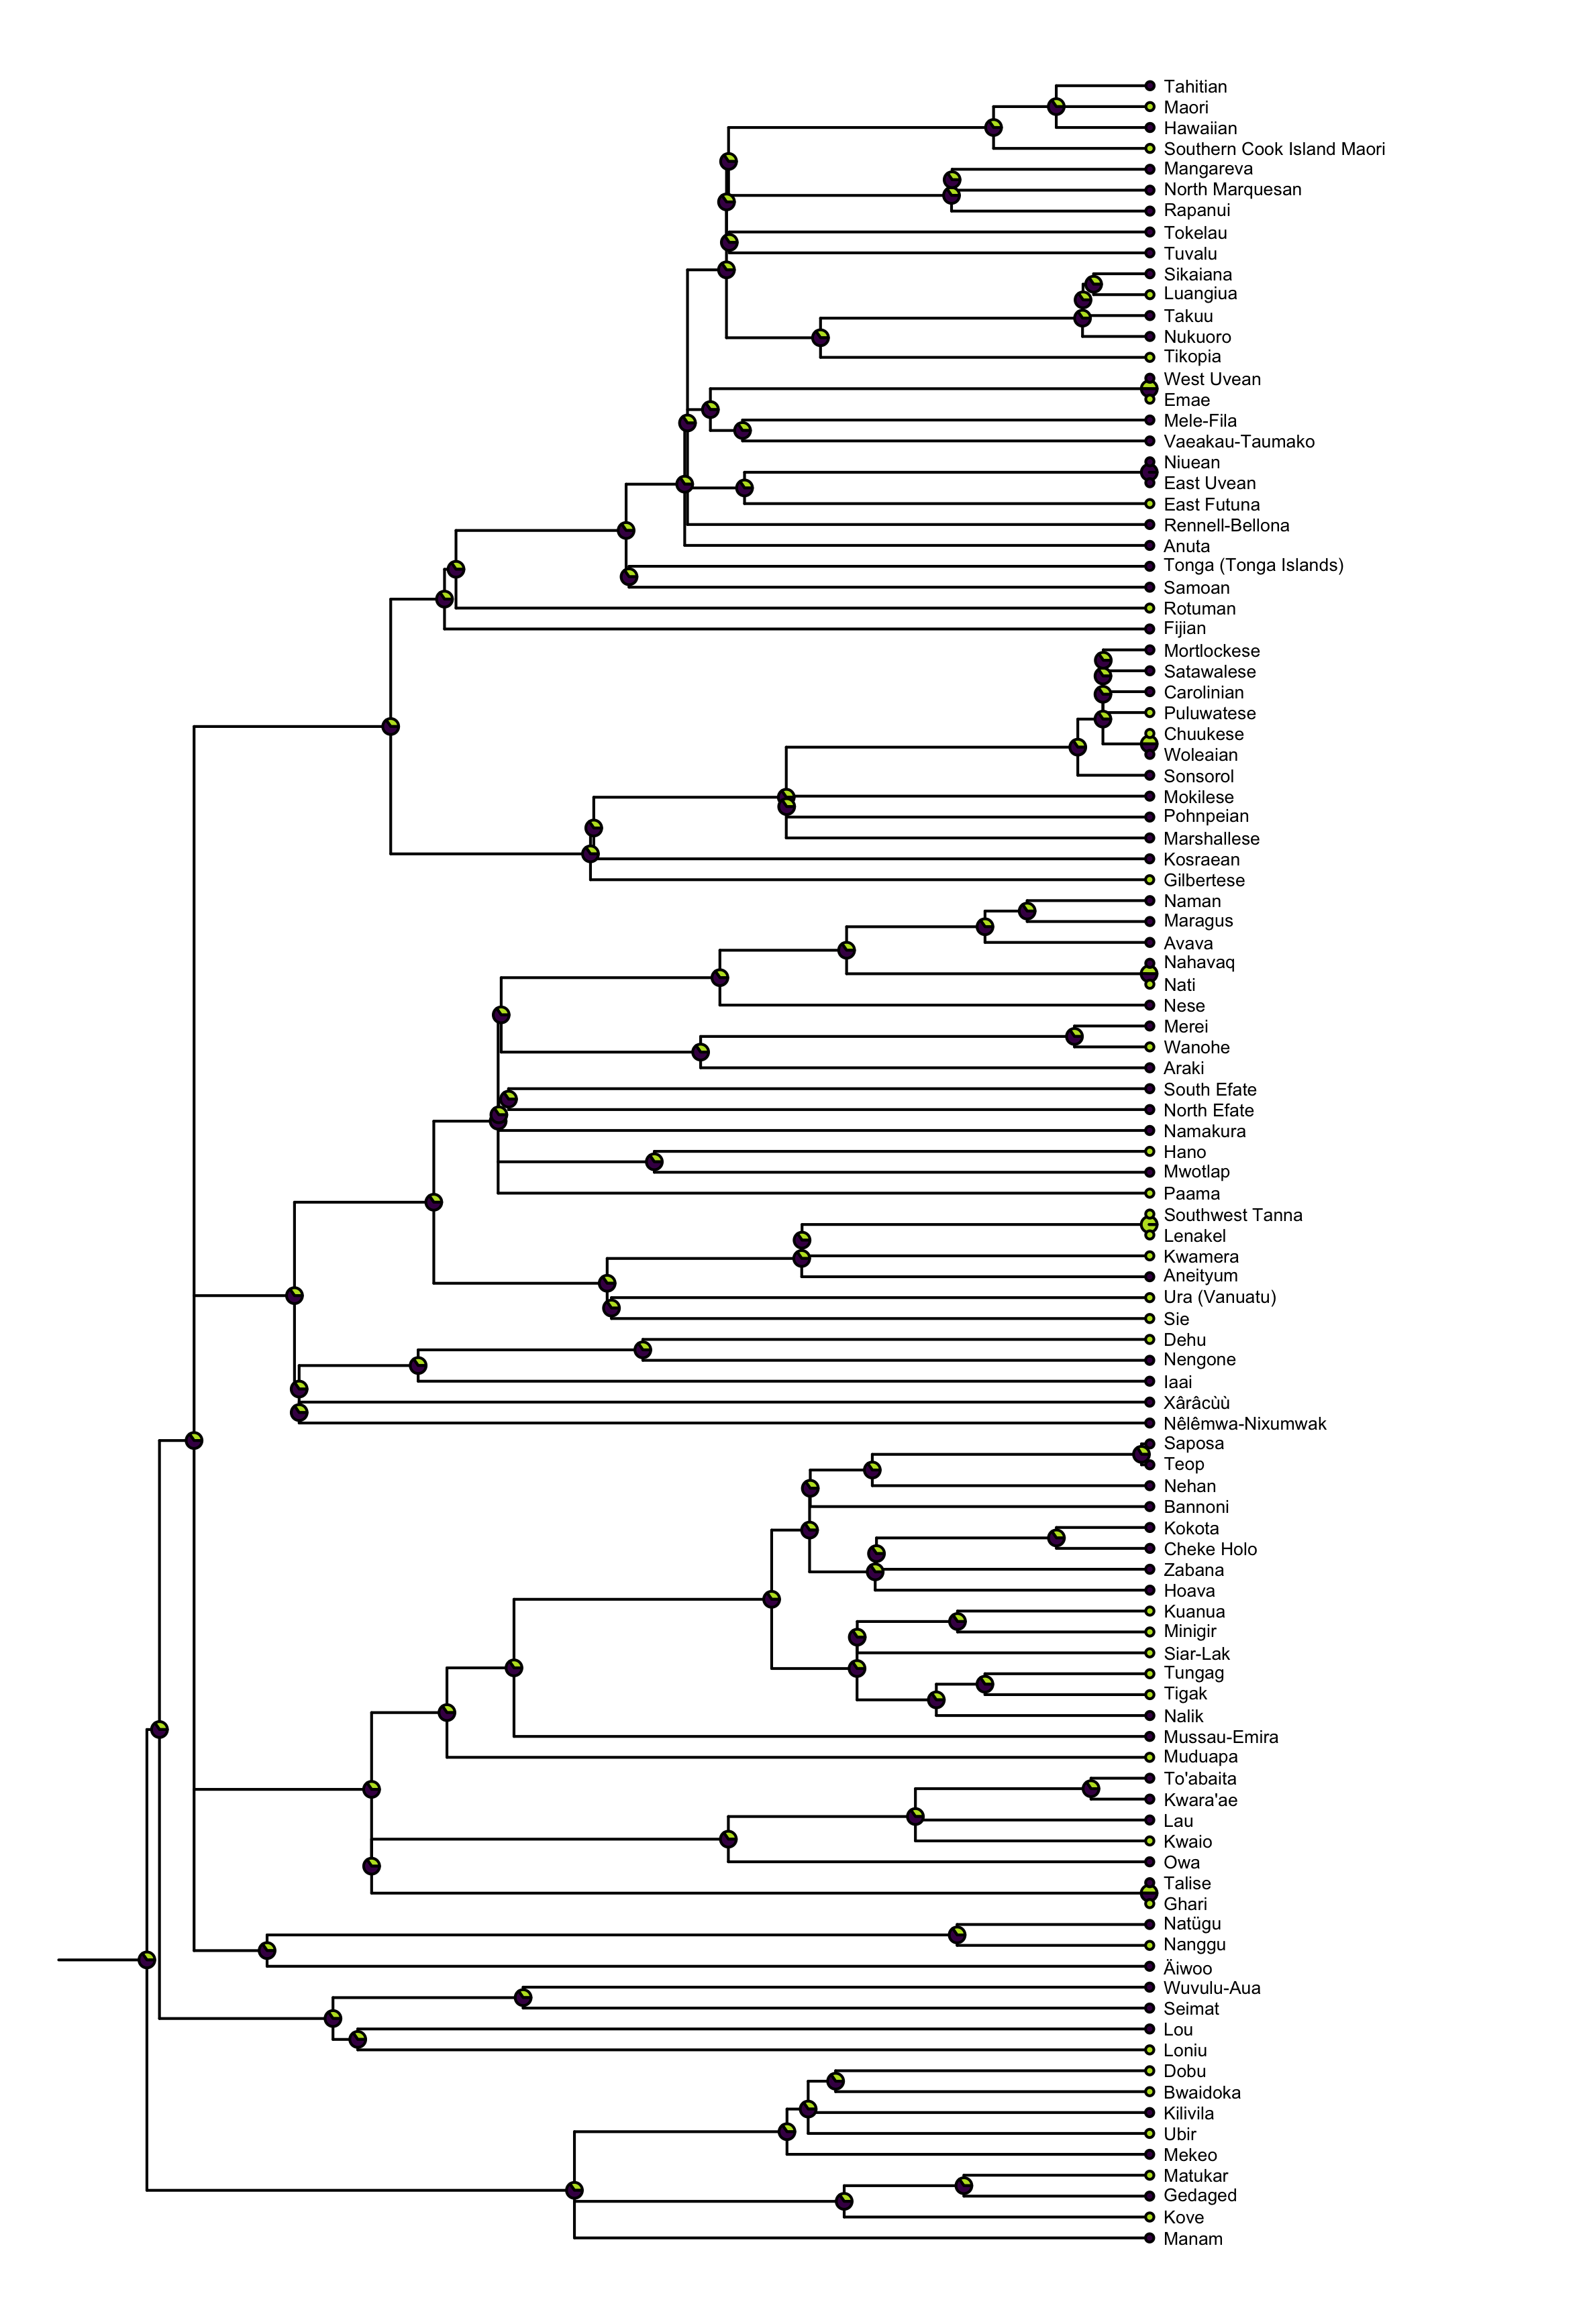 Tahitian
Maori
Hawaiian
Southern Cook Island Maori
Mangareva
North Marquesan
Rapanui
Tokelau
Tuvalu
Sikaiana
Luangiua
Takuu
Nukuoro
Tikopia
West Uvean
Emae
Mele-Fila
Vaeakau-Taumako
Niuean
East Uvean
East Futuna
Rennell-Bellona
Anuta
Tonga (Tonga Islands)
Samoan
Rotuman
Fijian
Mortlockese
Satawalese
Carolinian
Puluwatese
Chuukese
Woleaian
Sonsorol
Mokilese
Pohnpeian
Marshallese
Kosraean
Gilbertese
Naman
Maragus
Avava
Nahavaq
Nati
Nese
Merei
Wanohe
Araki
South Efate
North Efate
Namakura
Hano
Mwotlap
Paama
Southwest Tanna
Lenakel
Kwamera
Aneityum
Ura (Vanuatu)
Sie
Dehu
Nengone
Iaai
Xârâcùù
Nêlêmwa-Nixumwak
Saposa
Teop
Nehan
Bannoni
Kokota
Cheke Holo
Zabana
Hoava
Kuanua
Minigir
Siar-Lak
Tungag
Tigak
Nalik
Mussau-Emira
Muduapa
To'abaita
Kwara'ae
Lau
Kwaio
Owa
Talise
Ghari
Natügu
Nanggu
Äiwoo
Wuvulu-Aua
Seimat
Lou
Loniu
Dobu
Bwaidoka
Kilivila
Ubir
Mekeo
Matukar
Gedaged
Kove
Manam